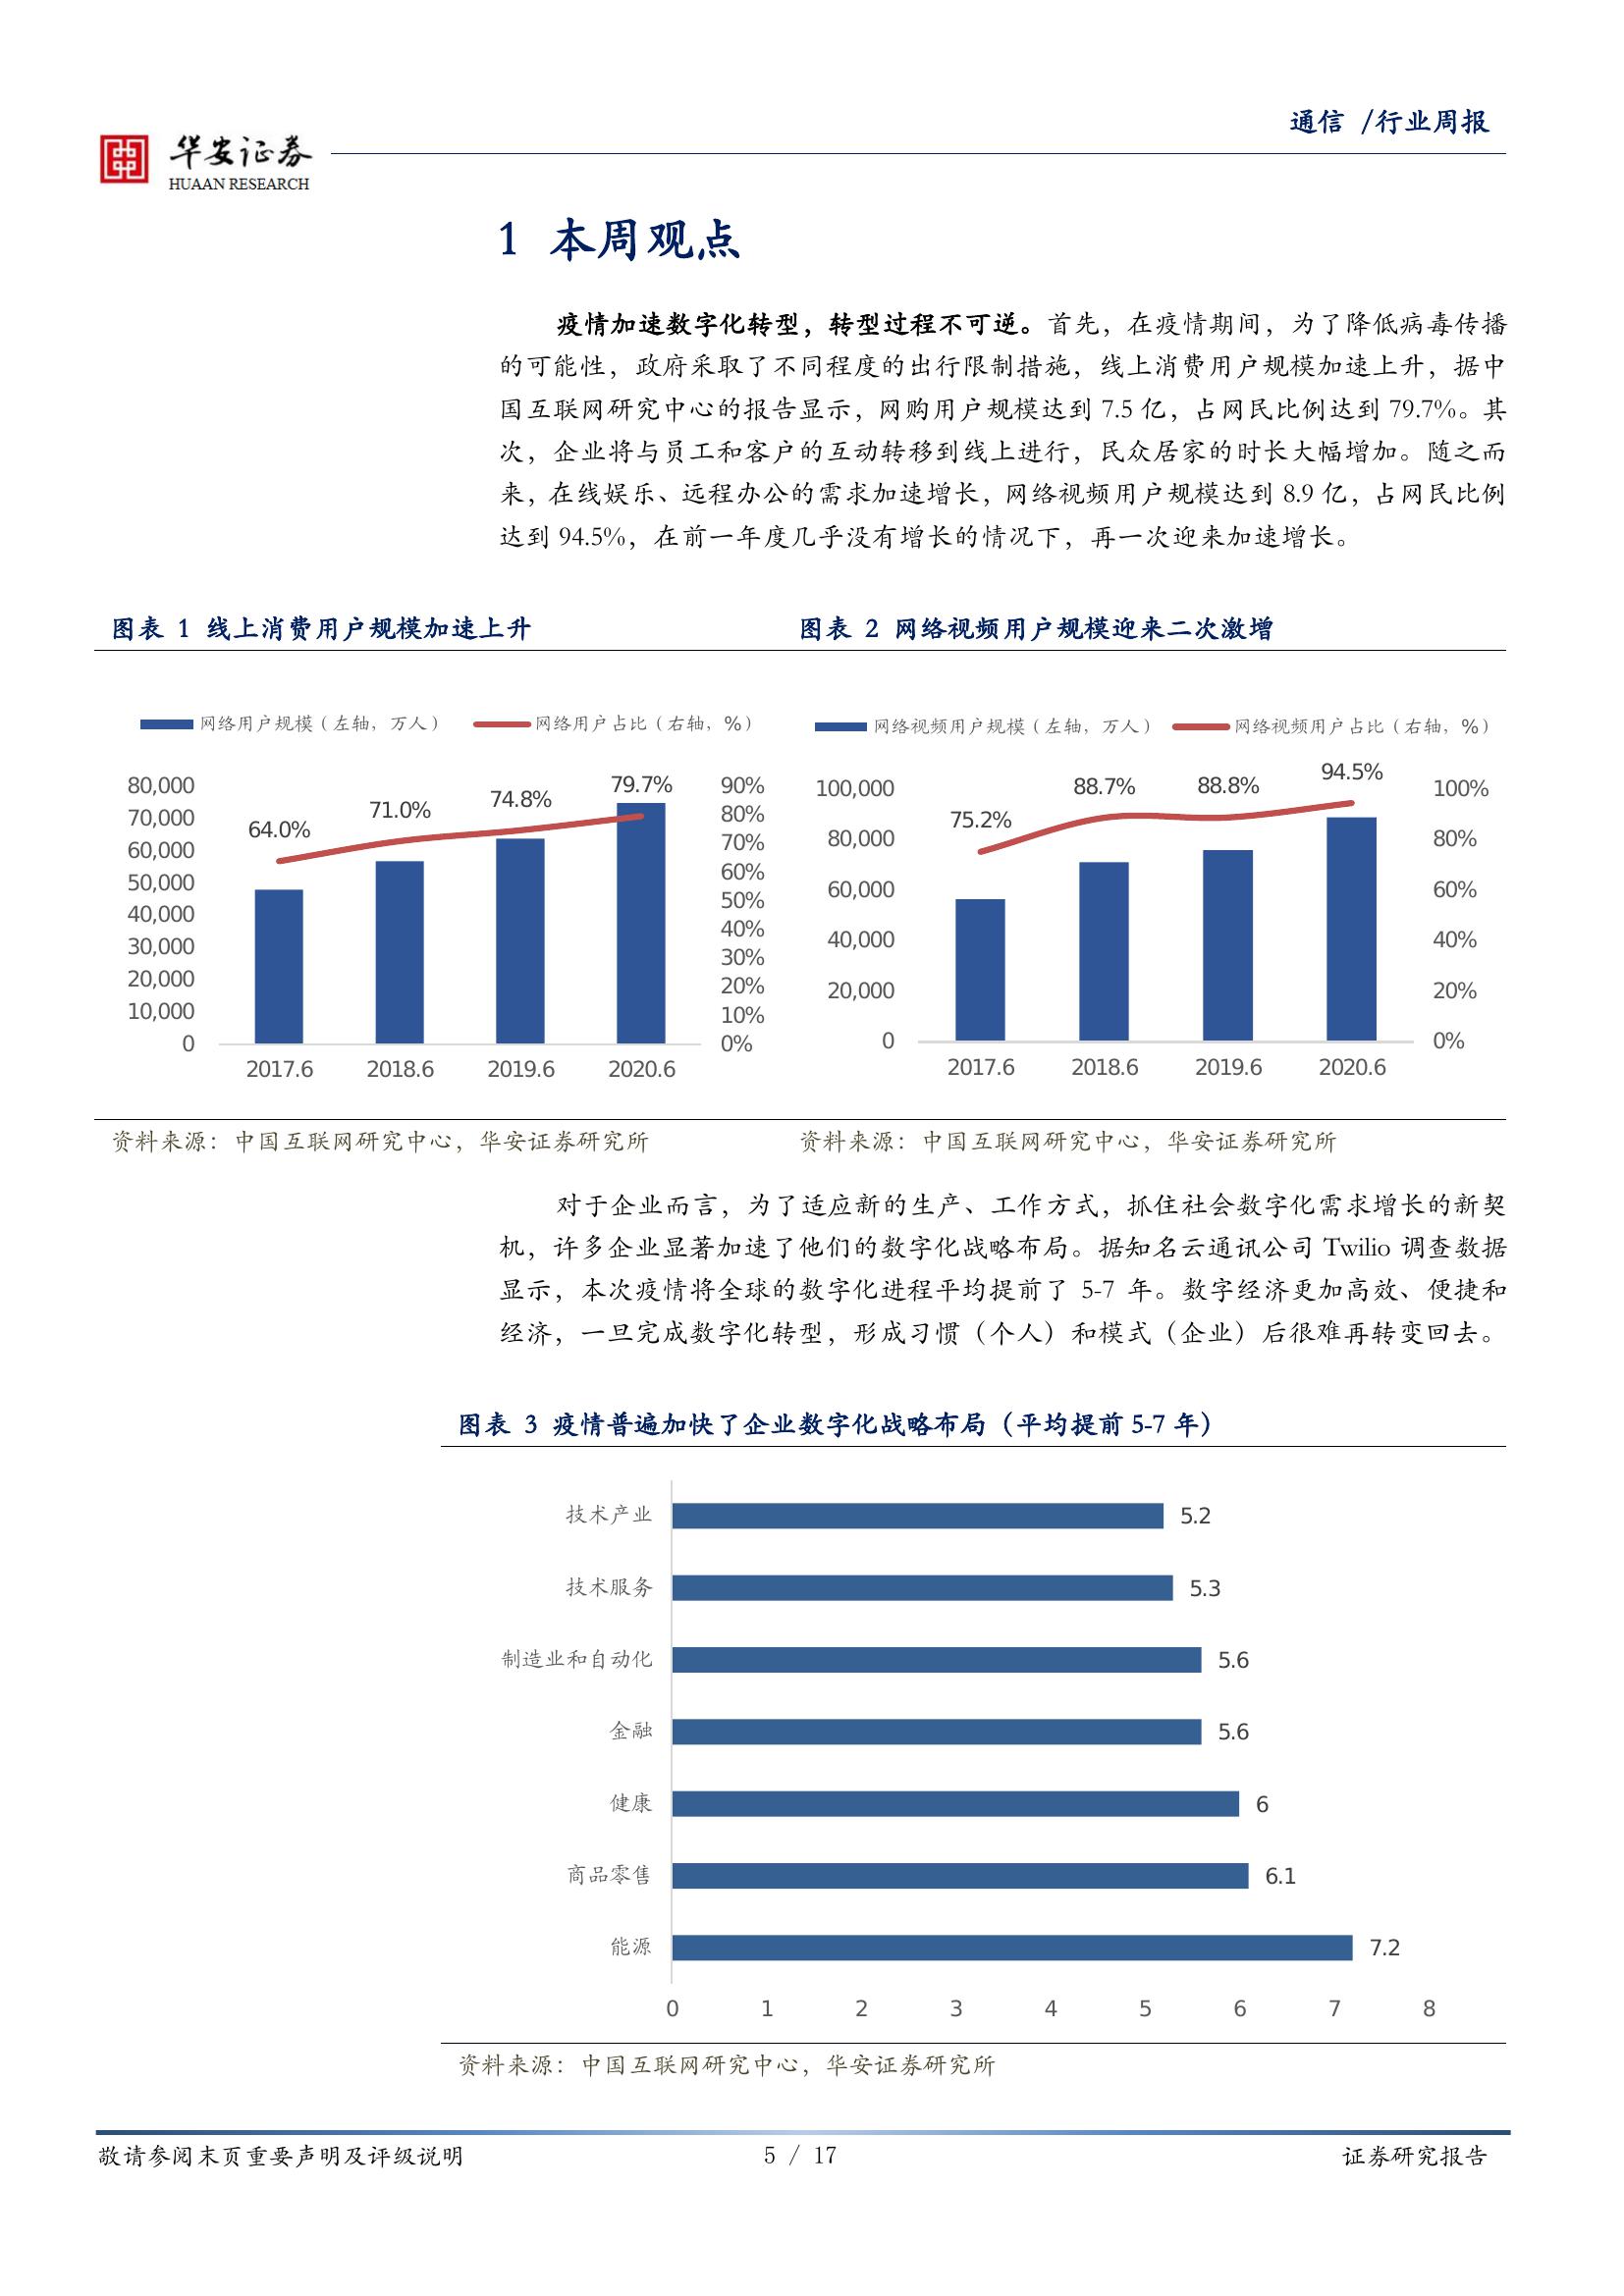 通信 /行业周报
华安证券
HUAAN RESEARCH
1 本周观点
疫情加速数字化转型，转型过程不可逆。首先，在疫情期间，为了降低病毒传播
的可能性，政府采取了不同程度的出行限制措施，线上消费用户规模加速上升，据中
国互联网研究中心的报告显示，网购用户规模达到 7.5 亿，占网民比例达到 79.7%。其
次，企业将与员工和客户的互动转移到线上进行，民众居家的时长大幅增加。随之而
来，在线娱乐、远程办公的需求加速增长，网络视频用户规模达到 8.9 亿，占网民比例
达到 94.5%，在前一年度几乎没有增长的情况下，再一次迎来加速增长。
图表 1 线上消费用户规模加速上升
网络用户规模（左轴，万人）
网络用户占比（右轴，%）
80,000
70,000
60,000
50,000
40,000
30,000
20,000
10,000
0
64.0%
71.0%
74.8%
79.7%
90%
80%
70%
60%
50%
40%
30%
20%
10%
0%
2017.6
2018.6
2019.6
2020.6
资料来源：中国互联网研究中心，华安证券研究所
图表 2 网络视频用户规模迎来二次激增
网络视频用户规模（左轴，万人）
网络视频用户占比（右轴，%）
100,000
80,000
60,000
40,000
20,000
0
75.2%
88.7%
88.8%
94.5%
100%
80%
60%
40%
20%
0%
2017.6
2018.6
2019.6
2020.6
资料来源：中国互联网研究中心，华安证券研究所
对于企业而言，为了适应新的生产、工作方式，抓住社会数字化需求增长的新契
机，许多企业显著加速了他们的数字化战略布局。据知名云通讯公司 Twilio 调查数据
显示，本次疫情将全球的数字化进程平均提前了 5-7 年。数字经济更加高效、便捷和
经济，一旦完成数字化转型，形成习惯（个人）和模式（企业）后很难再转变回去。
图表 3 疫情普遍加快了企业数字化战略布局（平均提前 5-7 年）
技术产业 5.2
技术服务 5.3
制造业和自动化 5.6
金融 5.6
健康 6
商品零售 6.1
能源 7.2
0 1 2 3 4 5 6 7 8
资料来源：中国互联网研究中心，华安证券研究所
敬请参阅末页重要声明及评级说明
5 / 17
证券研究报告